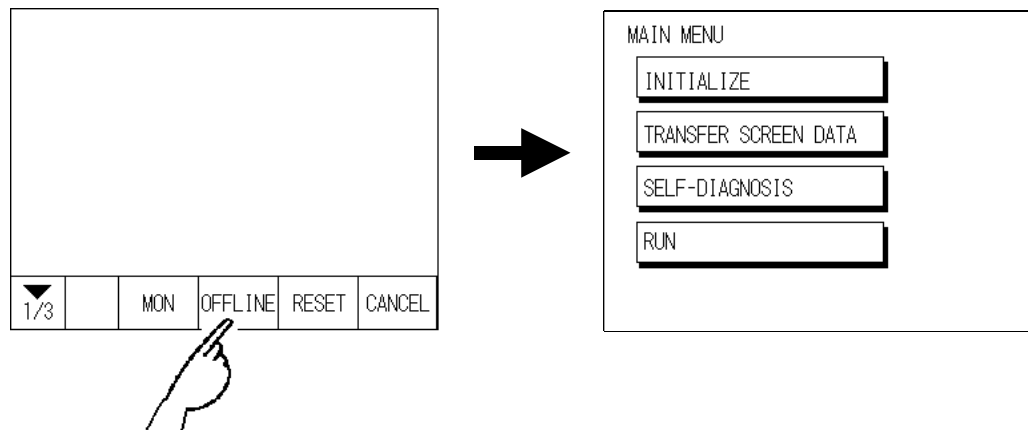 1/3 MON OFFLINE RESET CANCEL
MAIN MENU
INITIALIZE
TRANSFER SCREEN DATA
SELF-DIAGNOSIS
RUN